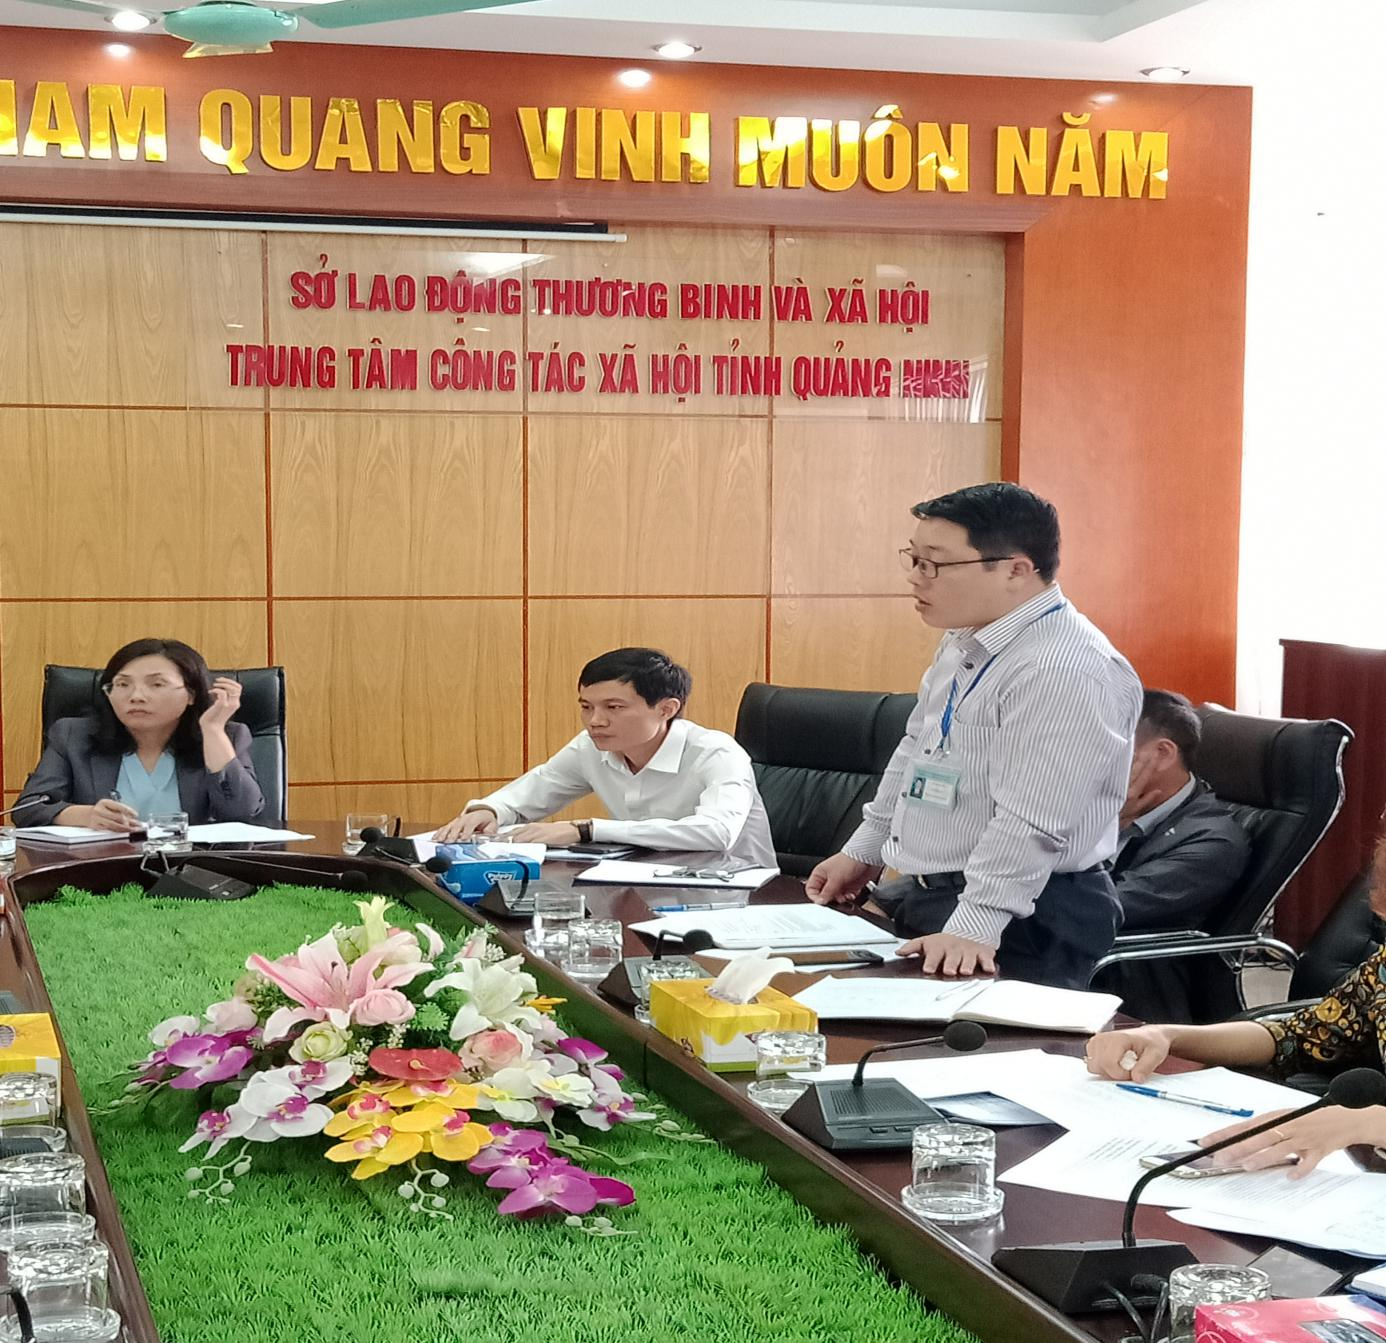 NAM QUANG VINH MUÔN NĂM
SỞ LAO ĐỘNG THƯƠNG BINH VÀ XÃ HỘI
TRUNG TÂM CÔNG TÁC XÃ HỘI TỈNH QUẢNG NINH
Pulppy